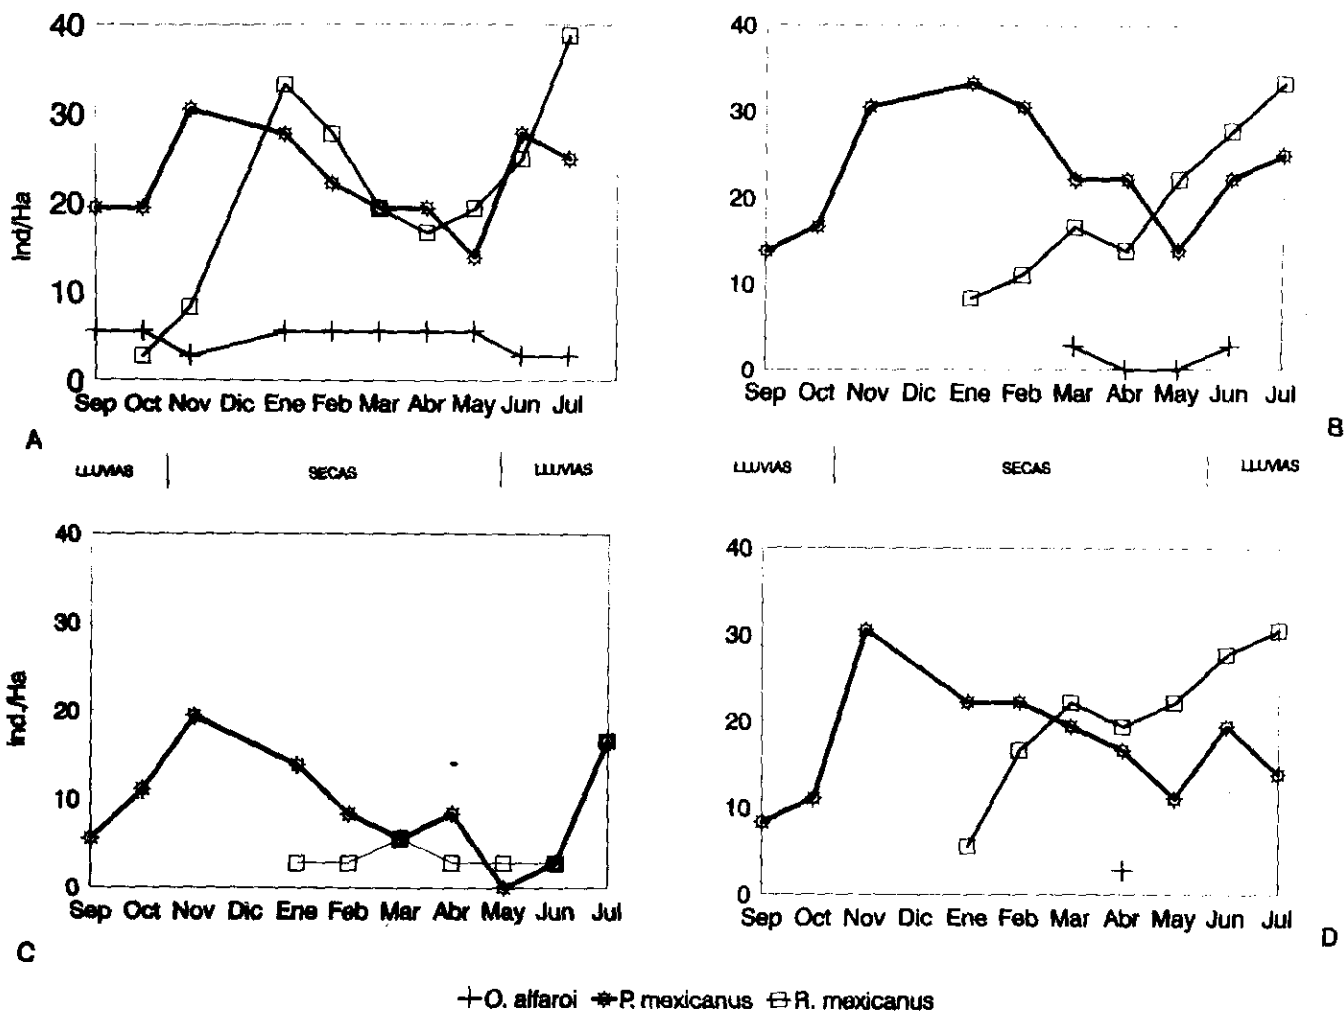 40
30
20
10
0
Ind/Ha
Sep Oct Nov Dic Ene Feb Mar Abr May Jun Jul
A
40
30
20
10
0
Sep Oct Nov Dic Ene Feb Mar Abr May Jun Jul
B
LLUVIAS SECAS LLUVIAS
LLUVIAS SECAS LLUVIAS
40
30
20
10
0
Ind./Ha
Sep Oct Nov Dic Ene Feb Mar Abr May Jun Jul
C
40
30
20
10
0
Sep Oct Nov Dic Ene Feb Mar Abr May Jun Jul
D
O. alfaroi P. mexicanus R. mexicanus